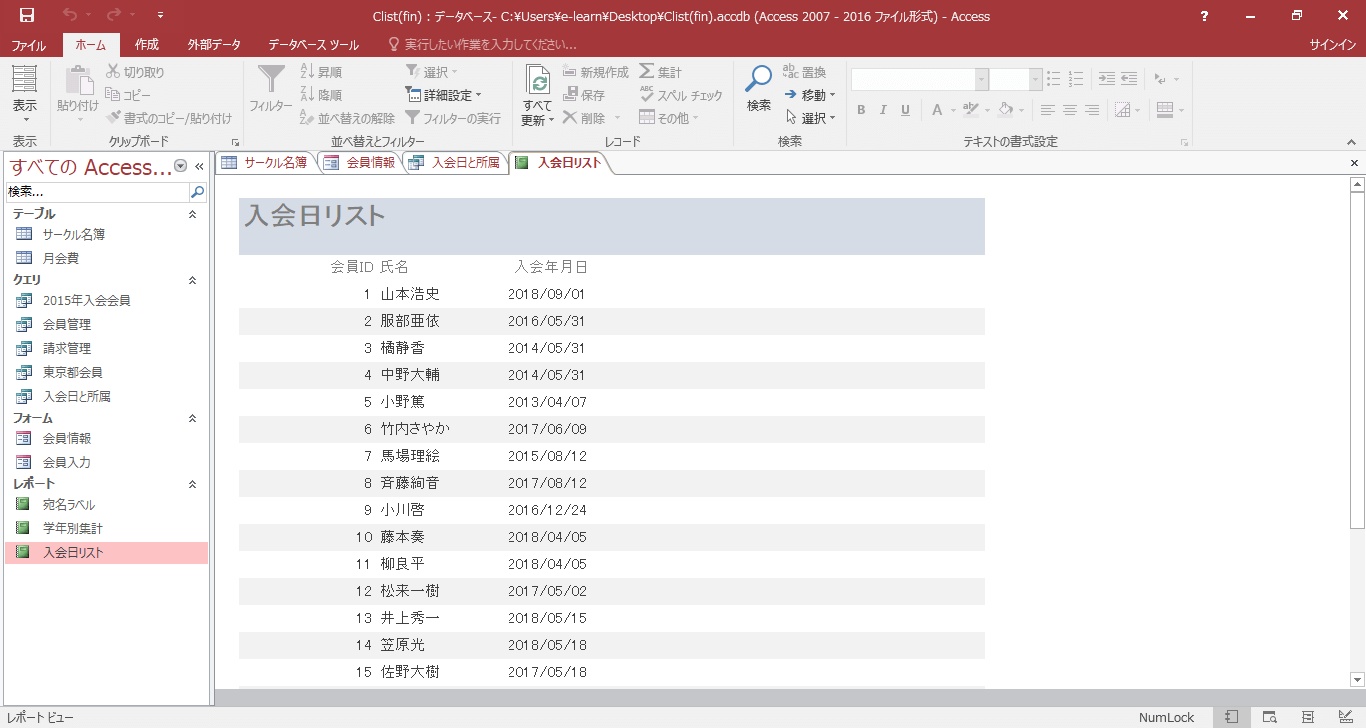 Clist(fin) : データベース- C:¥Users¥e-learn¥Desktop¥Clist(fin).accdb (Access 2007 - 2016 ファイル形式) - Access
?
ファイル ホーム 作成 外部データ データベース ツール 実行したい作業を入力してください... サインイン
表示
表示
貼り付け
切り取り
コピー
書式のコピー/貼り付け
クリップボード
フィルター
昇順
降順
並べ替えの解除
選択
詳細設定
フィルターの実行
並べ替えとフィルター
すべて
更新
新規作成
保存
削除
集計
スペル チェック
その他
レコード
検索
置換
移動
選択
検索
B I U A
テキストの書式設定
すべての Access...
検索...
テーブル
サークル名簿
月会費
クエリ
2015年入会会員
会員管理
請求管理
東京都会員
入会日と所属
フォーム
会員情報
会員入力
レポート
宛名ラベル
学年別集計
入会日リスト
サークル名簿 会員情報 入会日と所属 入会日リスト
入会日リスト
会員ID 氏名 入会年月日
1 山本浩史 2018/09/01
2 服部亜依 2016/05/31
3 橘静香 2014/05/31
4 中野大輔 2014/05/31
5 小野篤 2013/04/07
6 竹内さやか 2017/06/09
7 馬場理絵 2015/08/12
8 斉藤絢音 2017/08/12
9 小川啓 2016/12/24
10 藤本奏 2018/04/05
11 柳良平 2018/04/05
12 松来一樹 2017/05/02
13 井上秀一 2018/05/15
14 笠原光 2018/05/18
15 佐野大樹 2017/05/18
レポート ビュー
NumLock